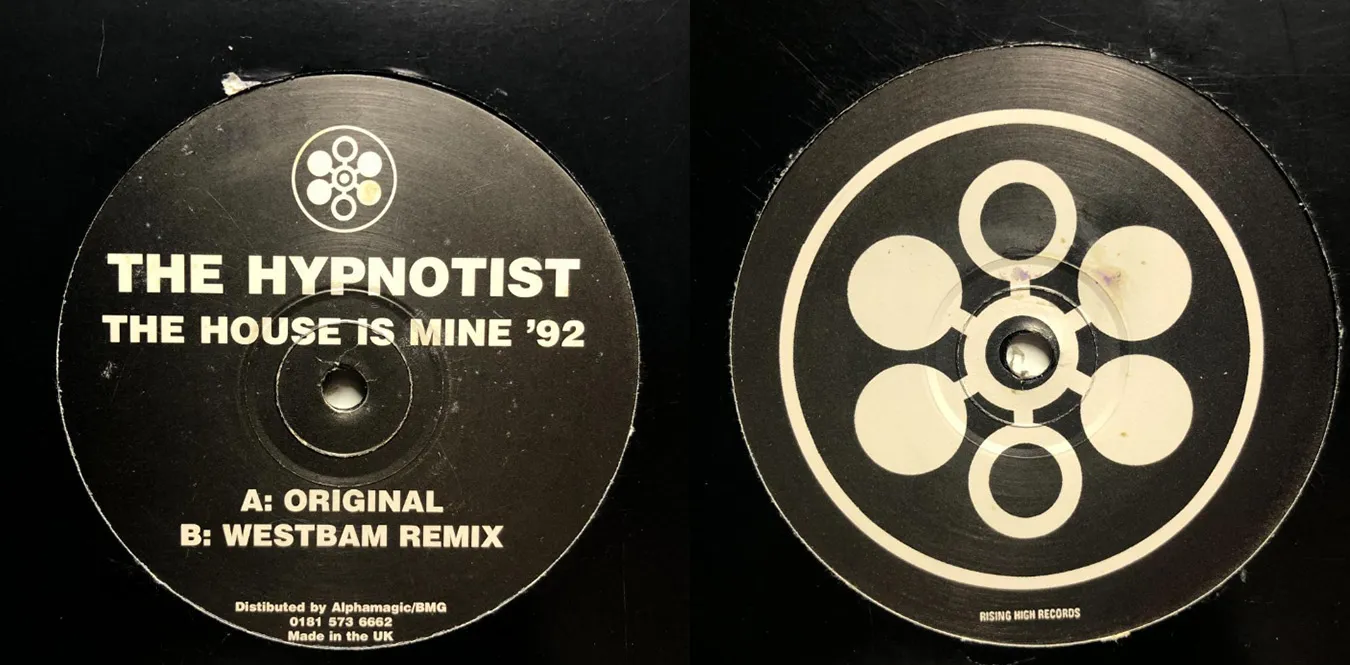 THE HYPNOTIST
THE HOUSE IS MINE ’92
A: ORIGINAL
B: WESTBAM REMIX
Distibuted by Alphamagic/BMG
0181 573 6662
Made in the UK
RISING HIGH RECORDS